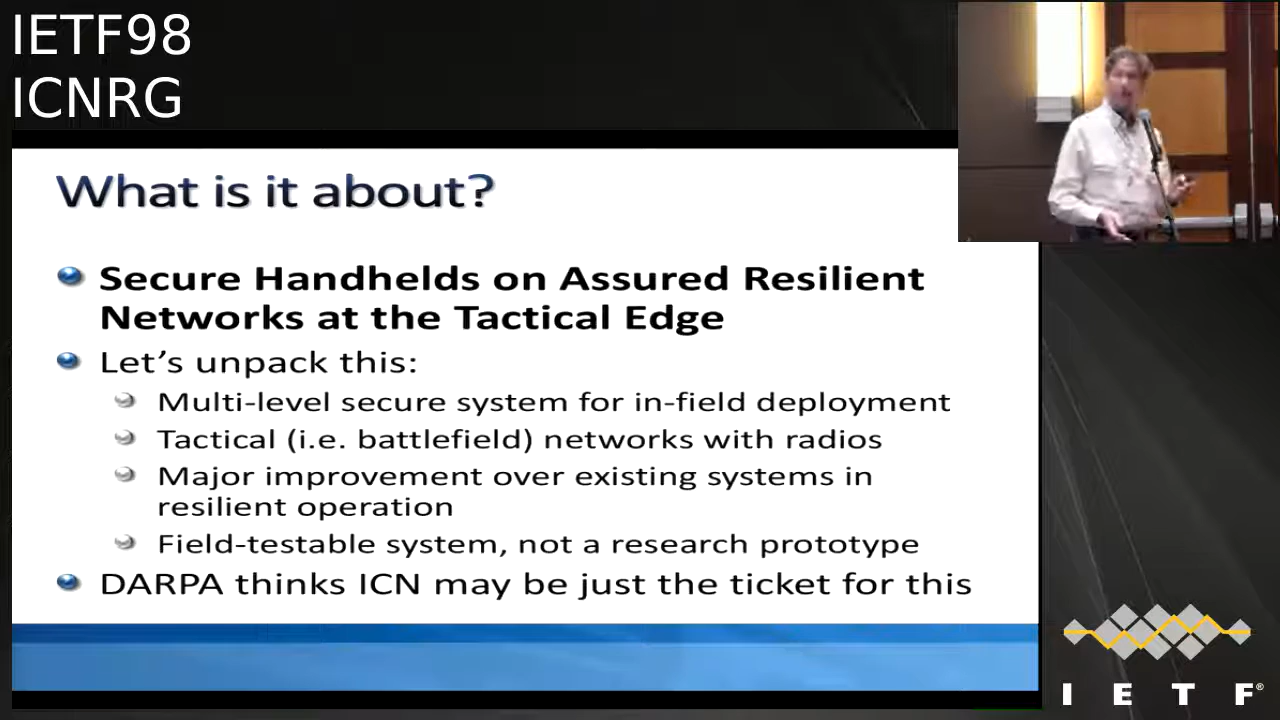 IETF98
ICNRG
What is it about?
Secure Handhelds on Assured Resilient
Networks at the Tactical Edge
Let’s unpack this:
Multi-level secure system for in-field deployment
Tactical (i.e. battlefield) networks with radios
Major improvement over existing systems in
resilient operation
Field-testable system, not a research prototype
DARPA thinks ICN may be just the ticket for this
I E T F®